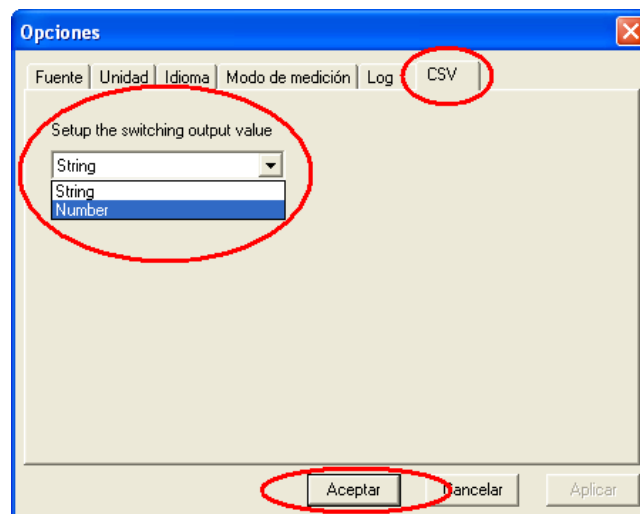 Opciones
Fuente Unidad Idioma Modo de medición Log CSV
Setup the switching output value
String
String
Number
Aceptar Cancelar Aplicar